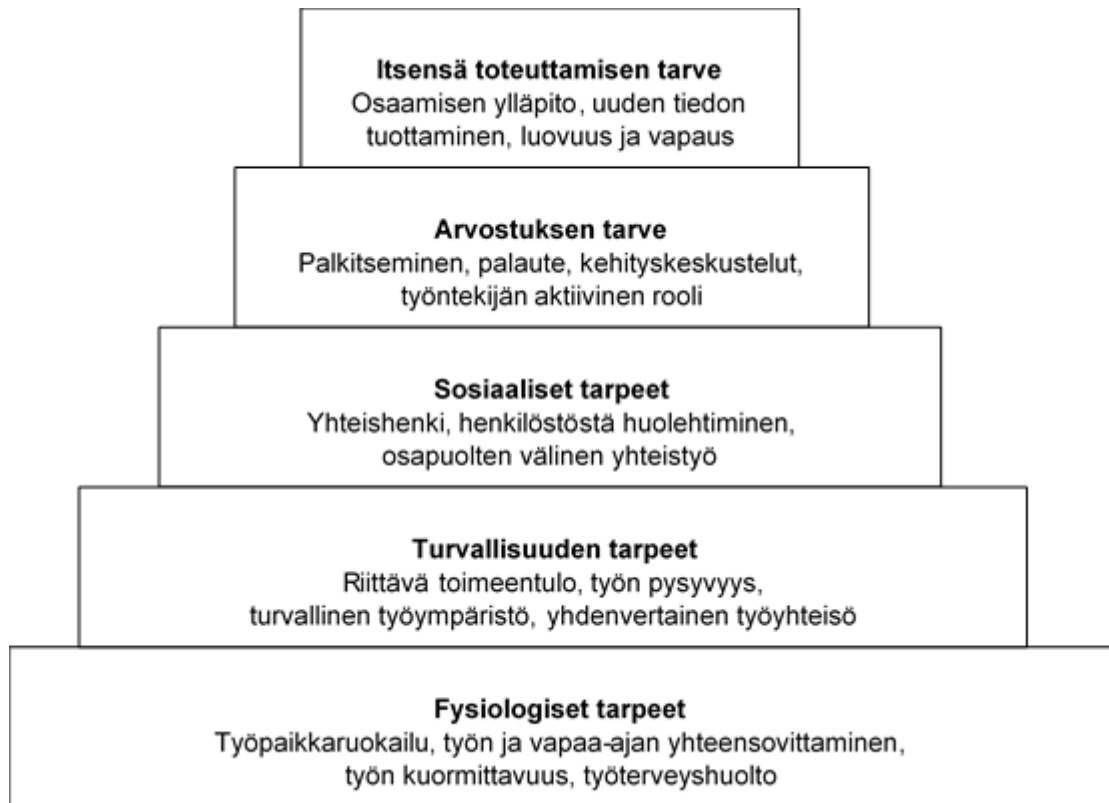 Itsensä toteuttamisen tarve
Osaamisen ylläpito, uuden tiedon
tuottaminen, luovuus ja vapaus
Arvostuksen tarve
Palkitseminen, palaute, kehityskeskustelut,
työntekijän aktiivinen rooli
Sosiaaliset tarpeet
Yhteishenki, henkilöstöstä huolehtiminen,
osapuolten välinen yhteistyö
Turvallisuuden tarpeet
Riittävä toimeentulo, työn pysyvyys,
turvallinen työympäristö, yhdenvertainen työyhteisö
Fysiologiset tarpeet
Työpaikkaruokailu, työn ja vapaa-ajan yhteensovittaminen,
työn kuormittavuus, työterveyshuolto